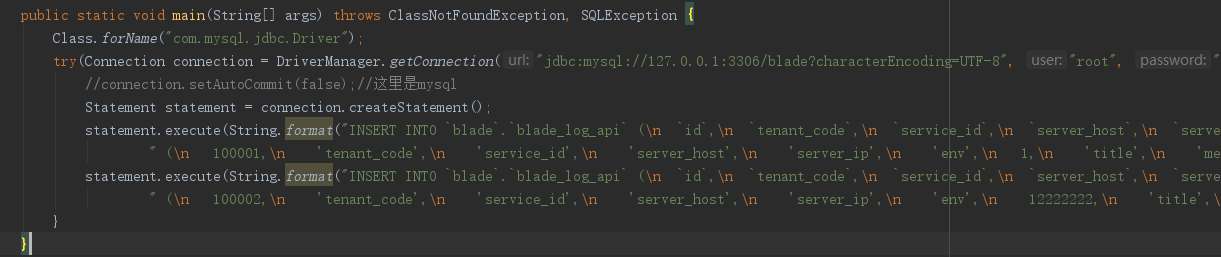 public static void main(String[] args) throws ClassNotFoundException, SQLException {
Class.forName("com.mysql.jdbc.Driver");
try(Connection connection = DriverManager.getConnection( url: "jdbc:mysql://127.0.0.1:3306/blade?characterEncoding=UTF-8", user: "root", password: "
//connection.setAutoCommit(false);//这里是mysql
Statement statement = connection.createStatement();
statement.execute(String.format("INSERT INTO `blade`.`blade_log_api` (\n  `id`,\n  `tenant_code`,\n  `service_id`,\n  `server_host`,\n  `serve
" (\n   100001,\n    'tenant_code',\n    'service_id',\n    'server_host',\n    'server_ip',\n    'env',\n   1,\n    'title',\n    'me
statement.execute(String.format("INSERT INTO `blade`.`blade_log_api` (\n  `id`,\n  `tenant_code`,\n  `service_id`,\n  `server_host`,\n  `serve
" (\n   100002,\n    'tenant_code',\n    'service_id',\n    'server_host',\n    'server_ip',\n    'env',\n    12222222,\n    'title',\
}
}